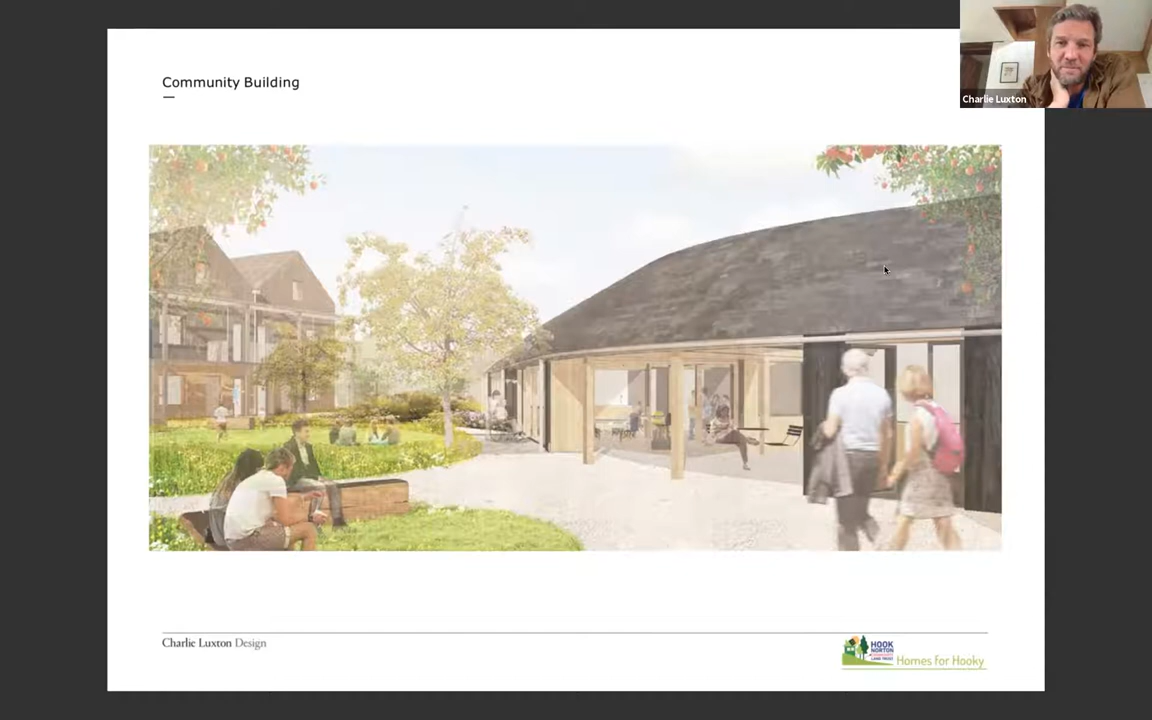 Community Building
Charlie Luxton
Charlie Luxton Design
HOOK
NORTON
Homes for Hooky